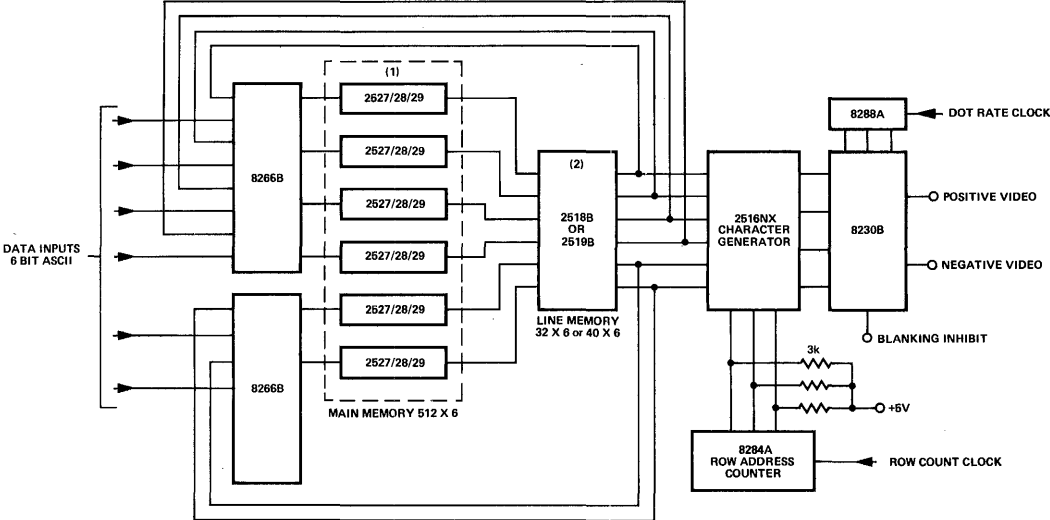 DATA INPUTS
6 BIT ASCII
8266B
8266B
(1)
2527/28/29
2527/28/29
2527/28/29
2527/28/29
2527/28/29
2527/28/29
MAIN MEMORY 512 X 6
(2)
2518B
OR
2519B
LINE MEMORY
32 X 6 or 40 X 6
2516NX
CHARACTER
GENERATOR
8288A
DOT RATE CLOCK
8230B
POSITIVE VIDEO
NEGATIVE VIDEO
BLANKING INHIBIT
3k
+5V
8284A
ROW ADDRESS
COUNTER
ROW COUNT CLOCK